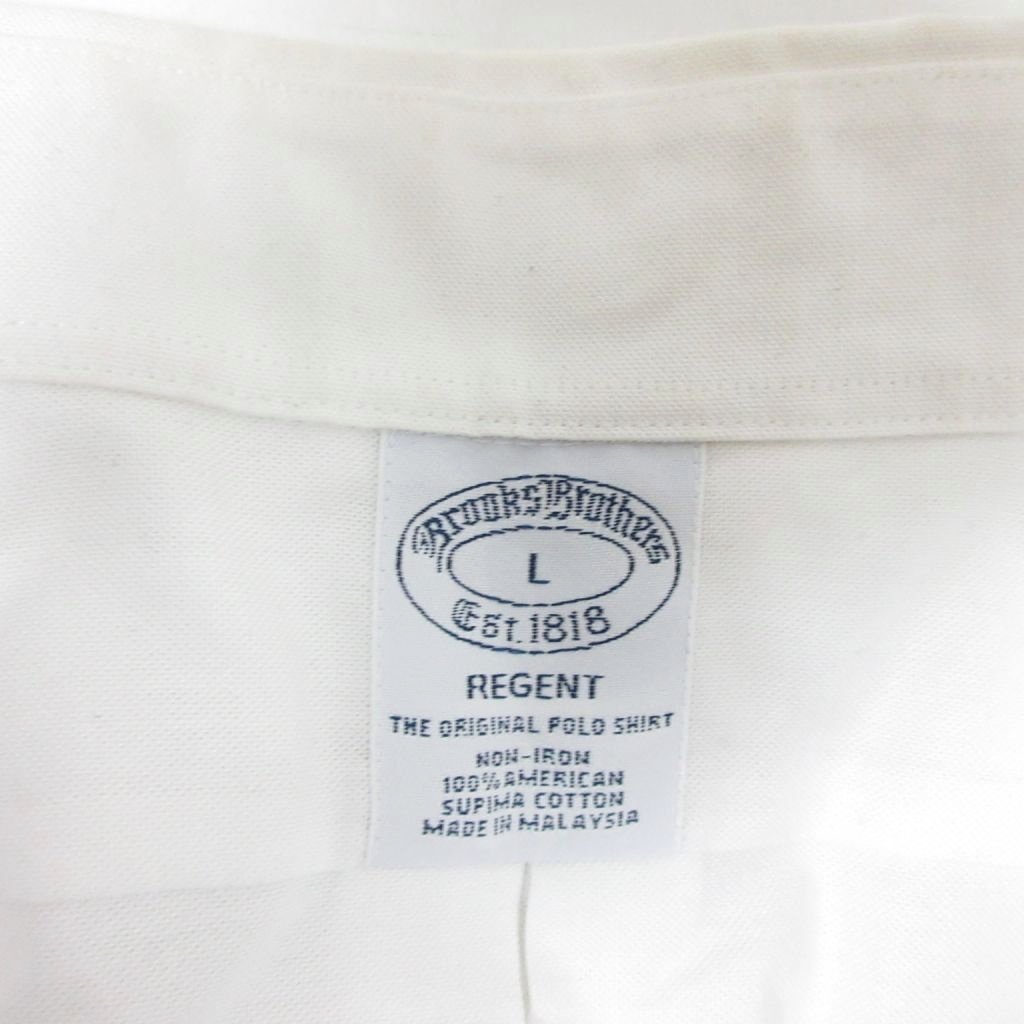 Brooks Brothers
L
Est. 1818
REGENT
THE ORIGINAL POLO SHIRT
NON-IRON
100% AMERICAN
SUPIMA COTTON
MADE IN MALAYSIA